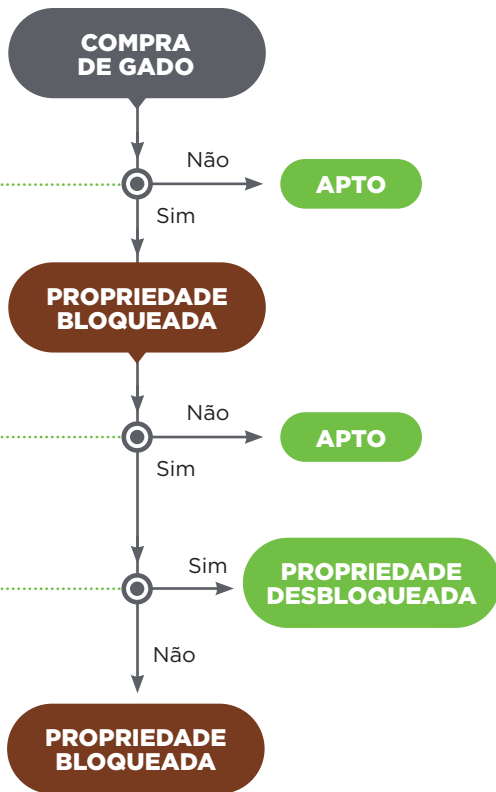 COMPRA
DE GADO
Não
APTO
Sim
PROPRIEDADE
BLOQUEADA
Não
APTO
Sim
Sim
PROPRIEDADE
DESBLOQUEADA
Não
PROPRIEDADE
BLOQUEADA